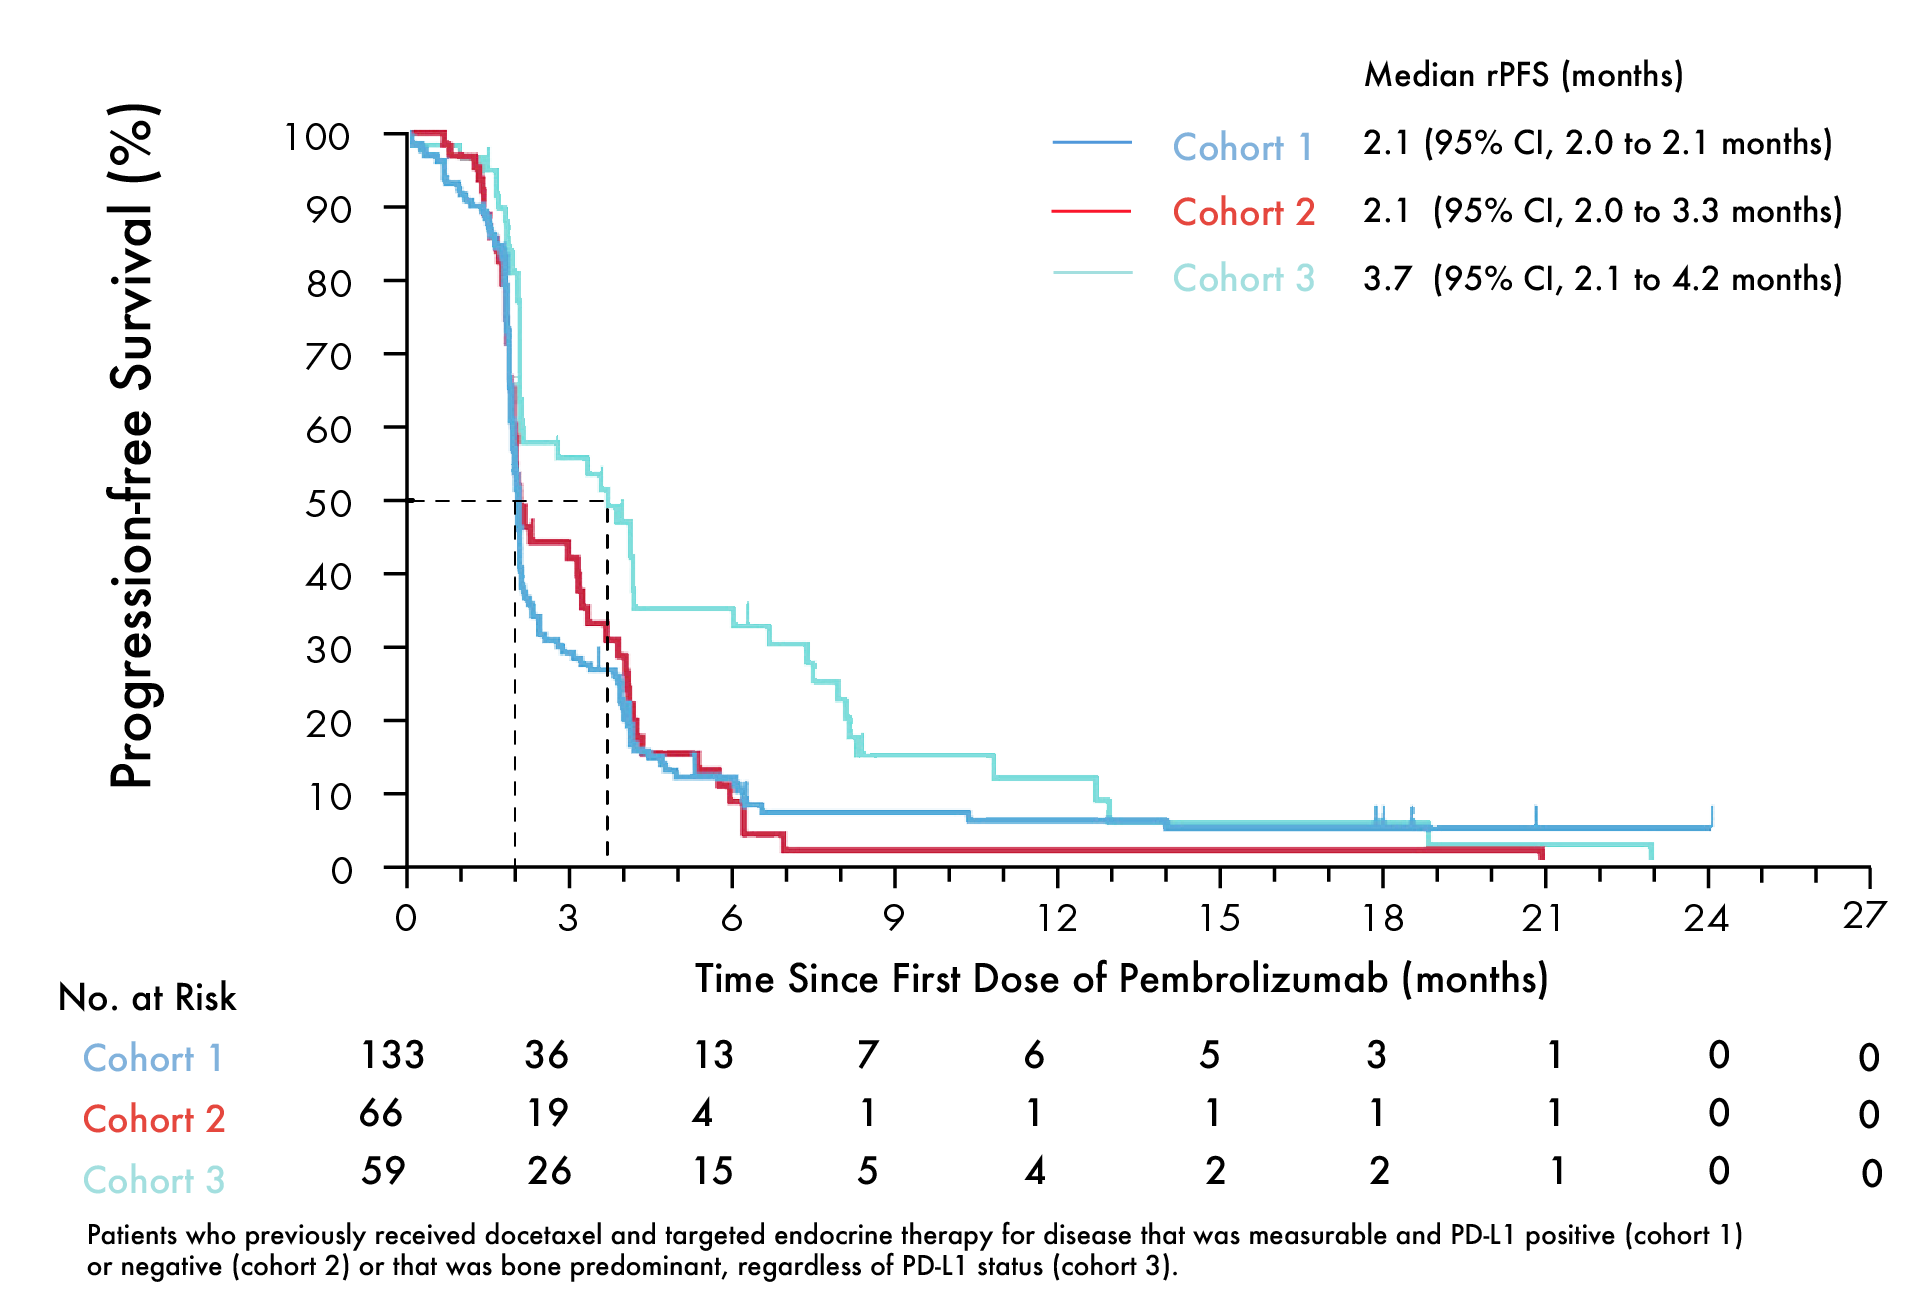 Median rPFS (months)
Cohort 1 2.1 (95% CI, 2.0 to 2.1 months)
Cohort 2 2.1 (95% CI, 2.0 to 3.3 months)
Cohort 3 3.7 (95% CI, 2.1 to 4.2 months)
Progression-free Survival (%)
100
90
80
70
60
50
40
30
20
10
0
0 3 6 9 12 15 18 21 24 27
Time Since First Dose of Pembrolizumab (months)
No. at Risk
Cohort 1 133 36 13 7 6 5 3 1 0 0
Cohort 2 66 19 4 1 1 1 1 1 0 0
Cohort 3 59 26 15 5 4 2 2 1 0 0
Patients who previously received docetaxel and targeted endocrine therapy for disease that was measurable and PD-L1 positive (cohort 1)
or negative (cohort 2) or that was bone predominant, regardless of PD-L1 status (cohort 3).